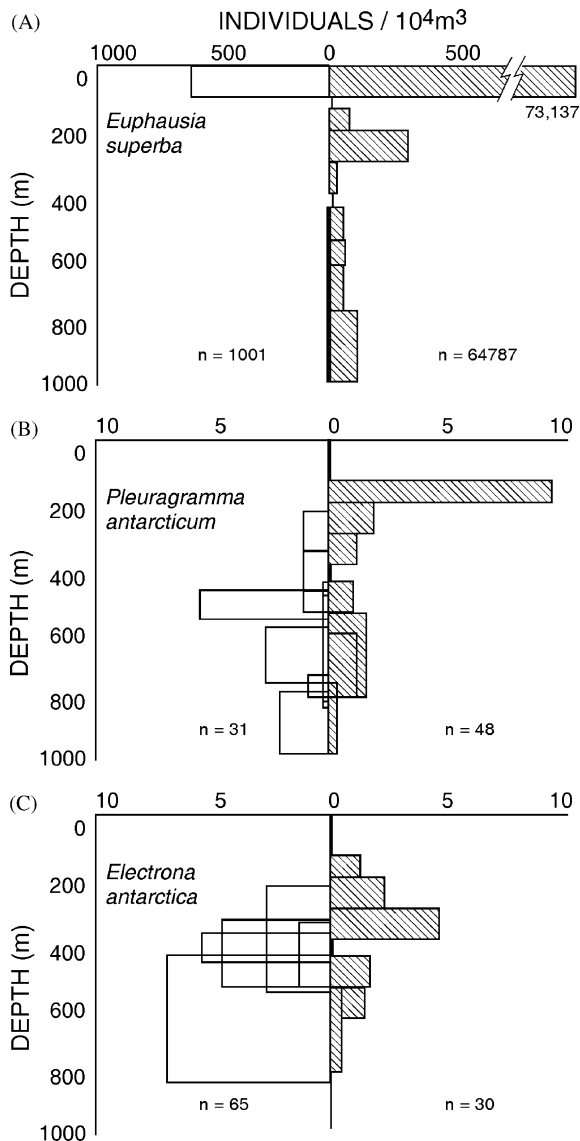 (A)
INDIVIDUALS / 10⁴m³
1000 500 0 500
0
73,137
Euphausia
superba
200
400
600
800
1000
DEPTH (m)
n = 1001
n = 64787
(B)
10 5 0 5 10
0
Pleuragramma
antarcticum
200
400
600
800
1000
DEPTH (m)
n = 31
n = 48
(C)
10 5 0 5 10
0
Electrona
antarctica
200
400
600
800
1000
DEPTH (m)
n = 65
n = 30